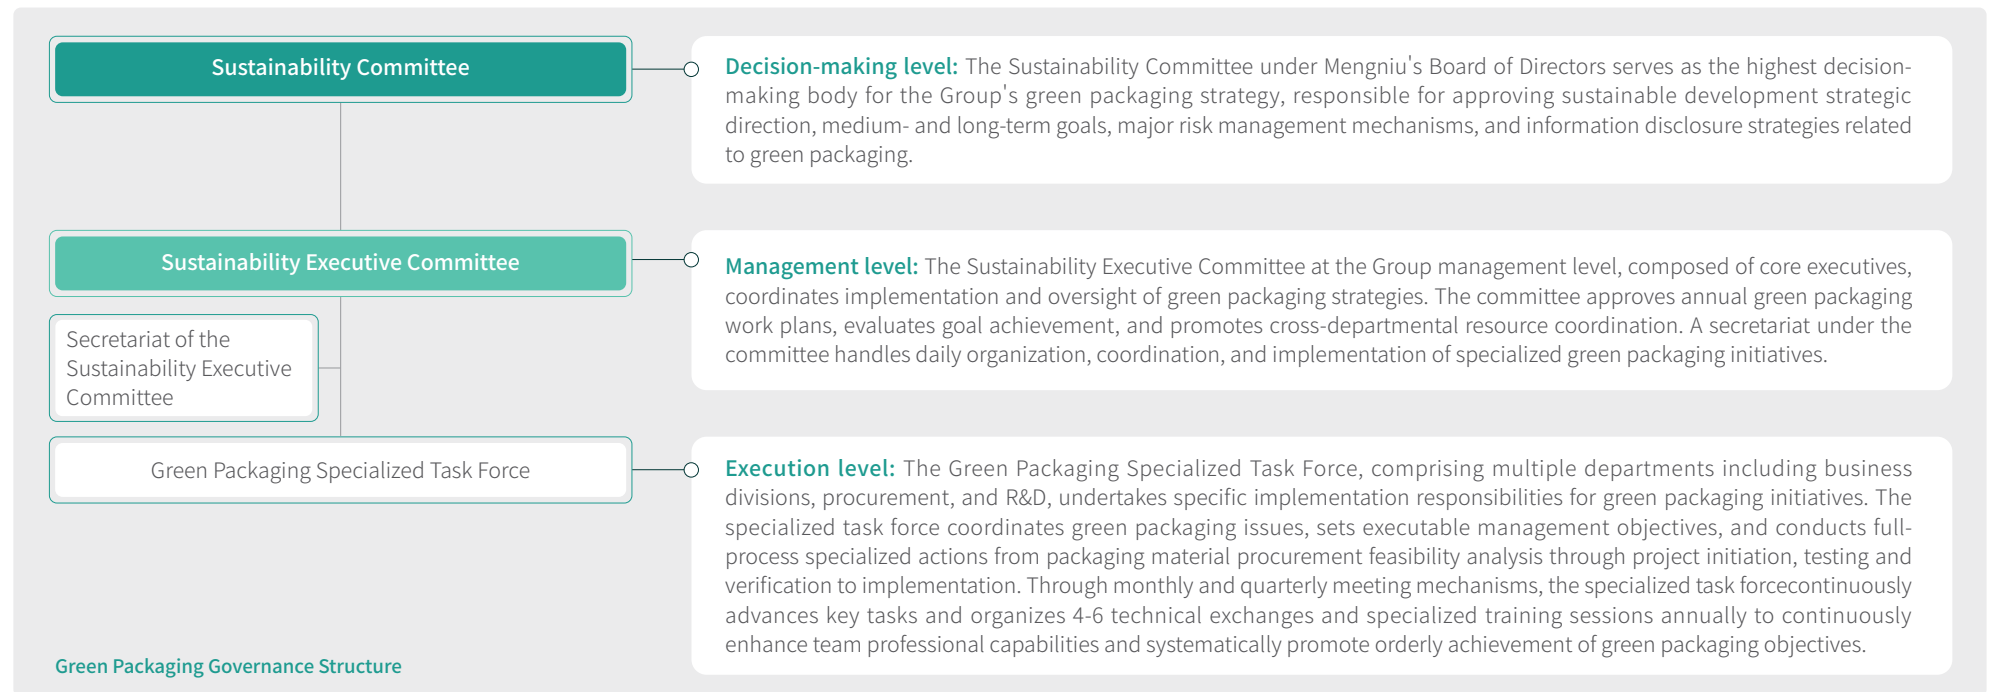 Sustainability Committee
Decision-making level: The Sustainability Committee under Mengniu's Board of Directors serves as the highest decision-
making body for the Group's green packaging strategy, responsible for approving sustainable development strategic
direction, medium- and long-term goals, major risk management mechanisms, and information disclosure strategies related
to green packaging.
Sustainability Executive Committee
Management level: The Sustainability Executive Committee at the Group management level, composed of core executives,
coordinates implementation and oversight of green packaging strategies. The committee approves annual green packaging
work plans, evaluates goal achievement, and promotes cross-departmental resource coordination. A secretariat under the
committee handles daily organization, coordination, and implementation of specialized green packaging initiatives.
Secretariat of the
Sustainability Executive
Committee
Green Packaging Specialized Task Force
Execution level: The Green Packaging Specialized Task Force, comprising multiple departments including business
divisions, procurement, and R&D, undertakes specific implementation responsibilities for green packaging initiatives. The
specialized task force coordinates green packaging issues, sets executable management objectives, and conducts full-
process specialized actions from packaging material procurement feasibility analysis through project initiation, testing and
verification to implementation. Through monthly and quarterly meeting mechanisms, the specialized task forcecontinuously
advances key tasks and organizes 4-6 technical exchanges and specialized training sessions annually to continuously
enhance team professional capabilities and systematically promote orderly achievement of green packaging objectives.
Green Packaging Governance Structure